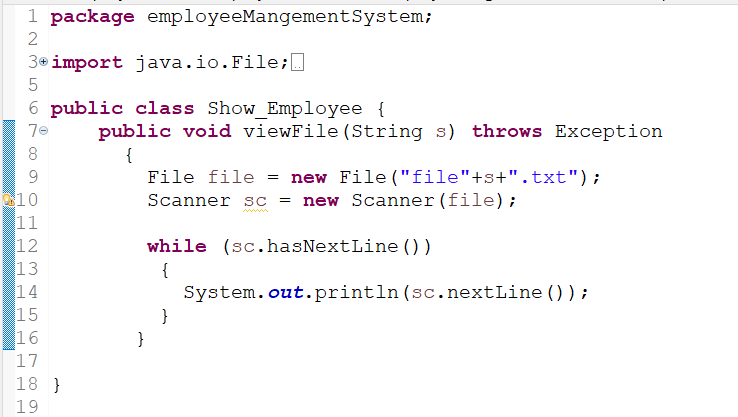 1 package employeeMangementSystem;
2
3 import java.io.File;
5
6 public class Show_Employee {
7 public void viewFile(String s) throws Exception
8 {
9 File file = new File("file"+s+".txt");
10 Scanner sc = new Scanner(file);
11
12 while (sc.hasNextLine())
13 {
14 System.out.println(sc.nextLine());
15 }
16 }
17
18 }
19